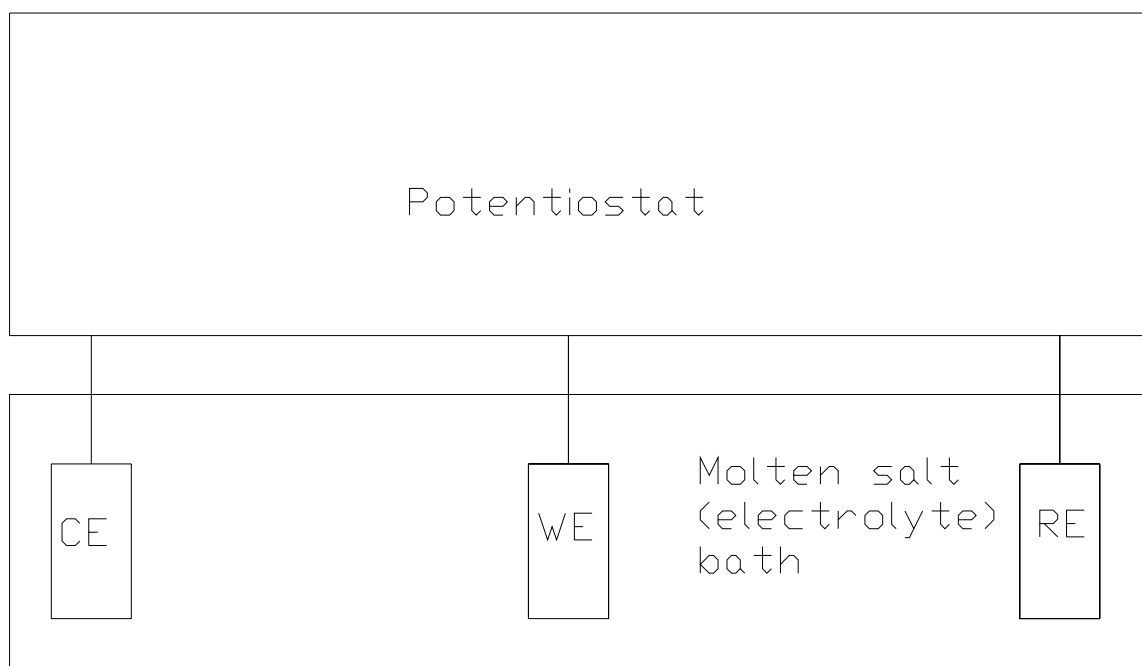 Potentiostat
CE
WE
Molten salt
(electrolyte)
bath
RE